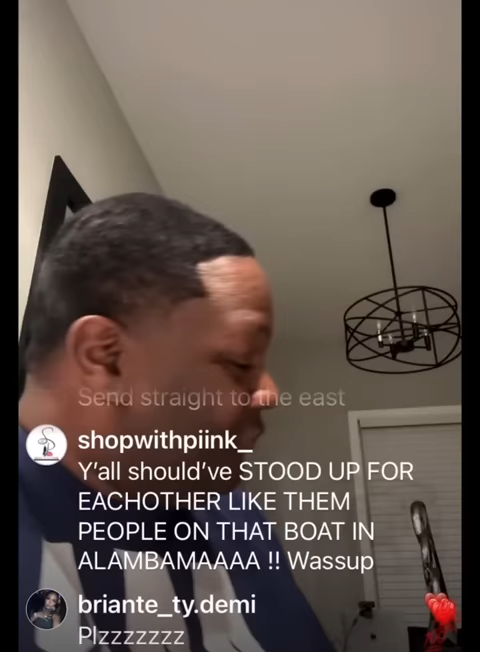 Send straight to the east
shopwithpiink_
Y'all should've STOOD UP FOR
EACHOTHER LIKE THEM
PEOPLE ON THAT BOAT IN
ALAMBAMAAAA !! Wassup
briante_ty.demi
Plzzzzzzz